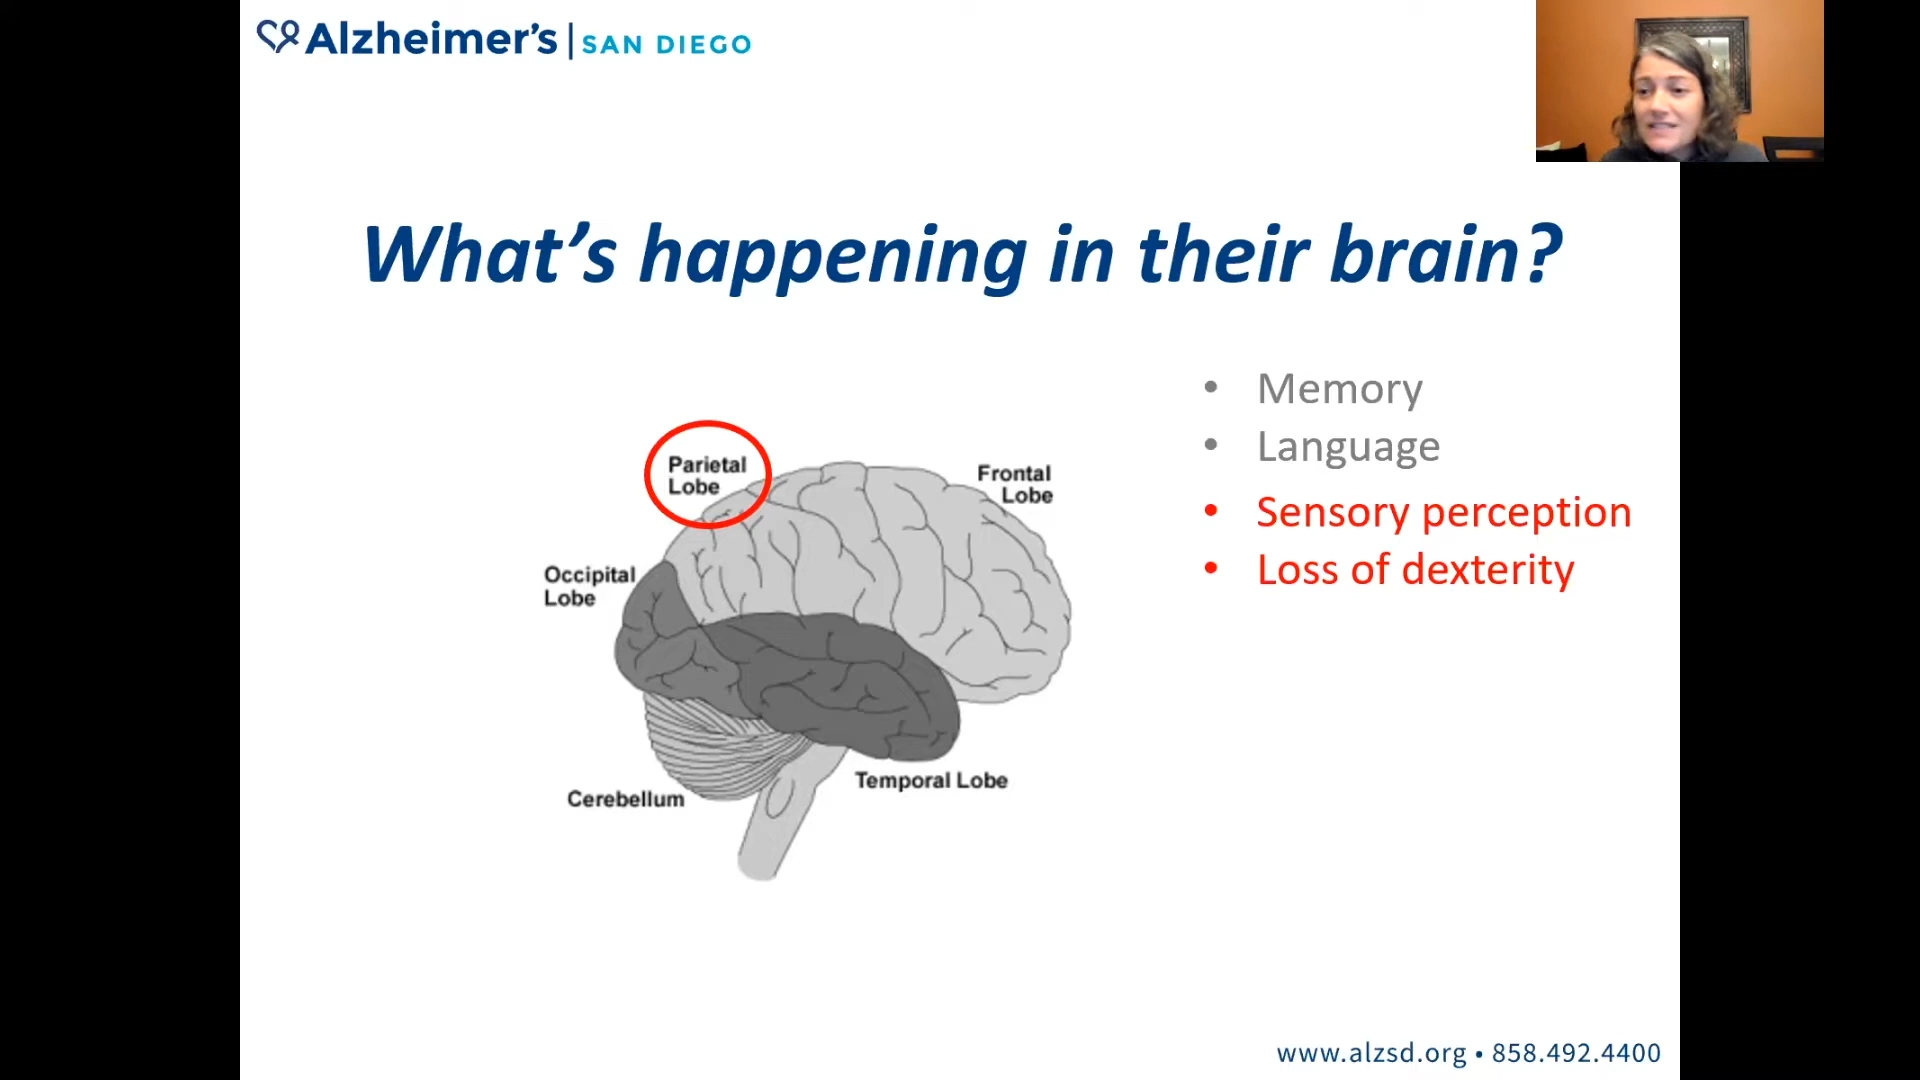 Alzheimer's | SAN DIEGO
What's happening in their brain?
• Memory
• Language
• Sensory perception
• Loss of dexterity
Parietal
Lobe
Frontal
Lobe
Occipital
Lobe
Temporal Lobe
Cerebellum
www.alzsd.org • 858.492.4400